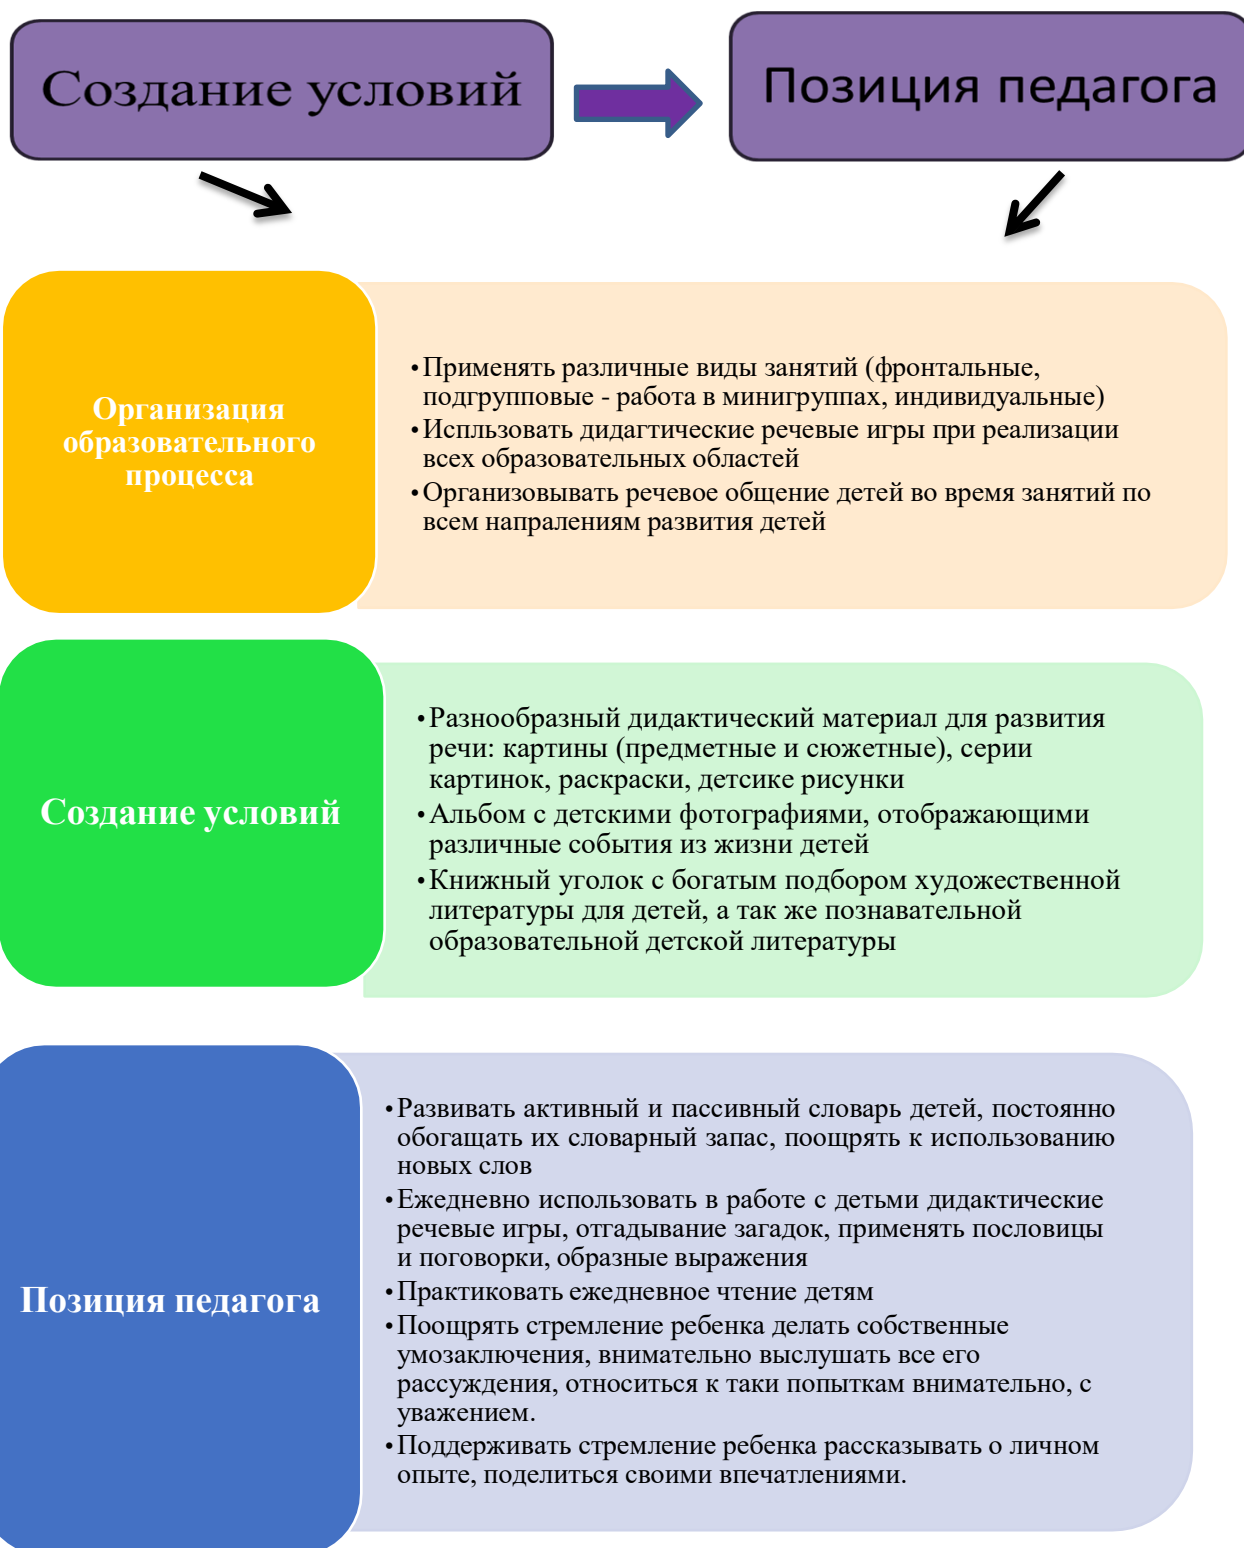 Создание условий
Позиция педагога
Организация
образовательного
процесса
•Применять различные виды занятий (фронтальные,
подгрупповые - работа в минигруппах, индивидуальные)
•Испльзовать дидагтические речевые игры при реализации
всех образовательных областей
•Организовывать речевое общение детей во время занятий по
всем напралениям развития детей
Создание условий
•Разнообразный дидактический материал для развития
речи: картины (предметные и сюжетные), серии
картинок, раскраски, детсике рисунки
•Альбом с детскими фотографиями, отображающими
различные события из жизни детей
•Книжный уголок с богатым подбором художественной
литературы для детей, а так же познавательной
образовательной детской литературы
Позиция педагога
•Развивать активный и пассивный словарь детей, постоянно
обогащать их словарный запас, поощрять к использованию
новых слов
•Ежедневно использовать в работе с детьми дидактические
речевые игры, отгадывание загадок, применять пословицы
и поговорки, образные выражения
•Практиковать ежедневное чтение детям
•Поощрять стремление ребенка делать собственные
умозаключения, внимательно выслушать все его
рассуждения, относиться к таки попыткам внимательно, с
уважением.
•Поддерживать стремление ребенка рассказывать о личном
опыте, поделиться своими впечатлениями.